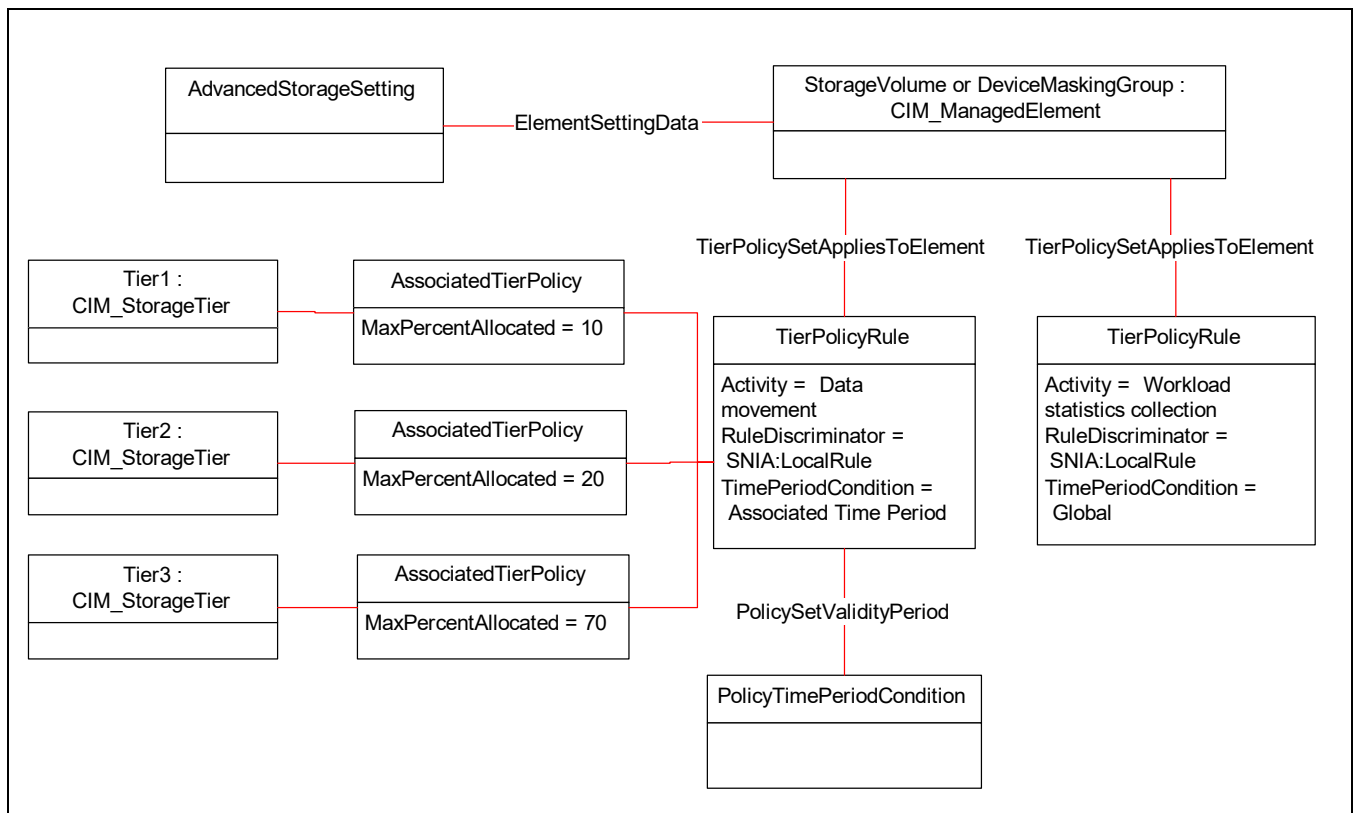 AdvancedStorageSetting
ElementSettingData
StorageVolume or DeviceMaskingGroup :
CIM_ManagedElement
TierPolicySetAppliesToElement
TierPolicySetAppliesToElement
Tier1 :
CIM_StorageTier
AssociatedTierPolicy
MaxPercentAllocated = 10
Tier2 :
CIM_StorageTier
AssociatedTierPolicy
MaxPercentAllocated = 20
Tier3 :
CIM_StorageTier
AssociatedTierPolicy
MaxPercentAllocated = 70
TierPolicyRule
Activity = Data
movement
RuleDiscriminator =
SNIA:LocalRule
TimePeriodCondition =
Associated Time Period
TierPolicyRule
Activity = Workload
statistics collection
RuleDiscriminator =
SNIA:LocalRule
TimePeriodCondition =
Global
PolicySetValidityPeriod
PolicyTimePeriodCondition